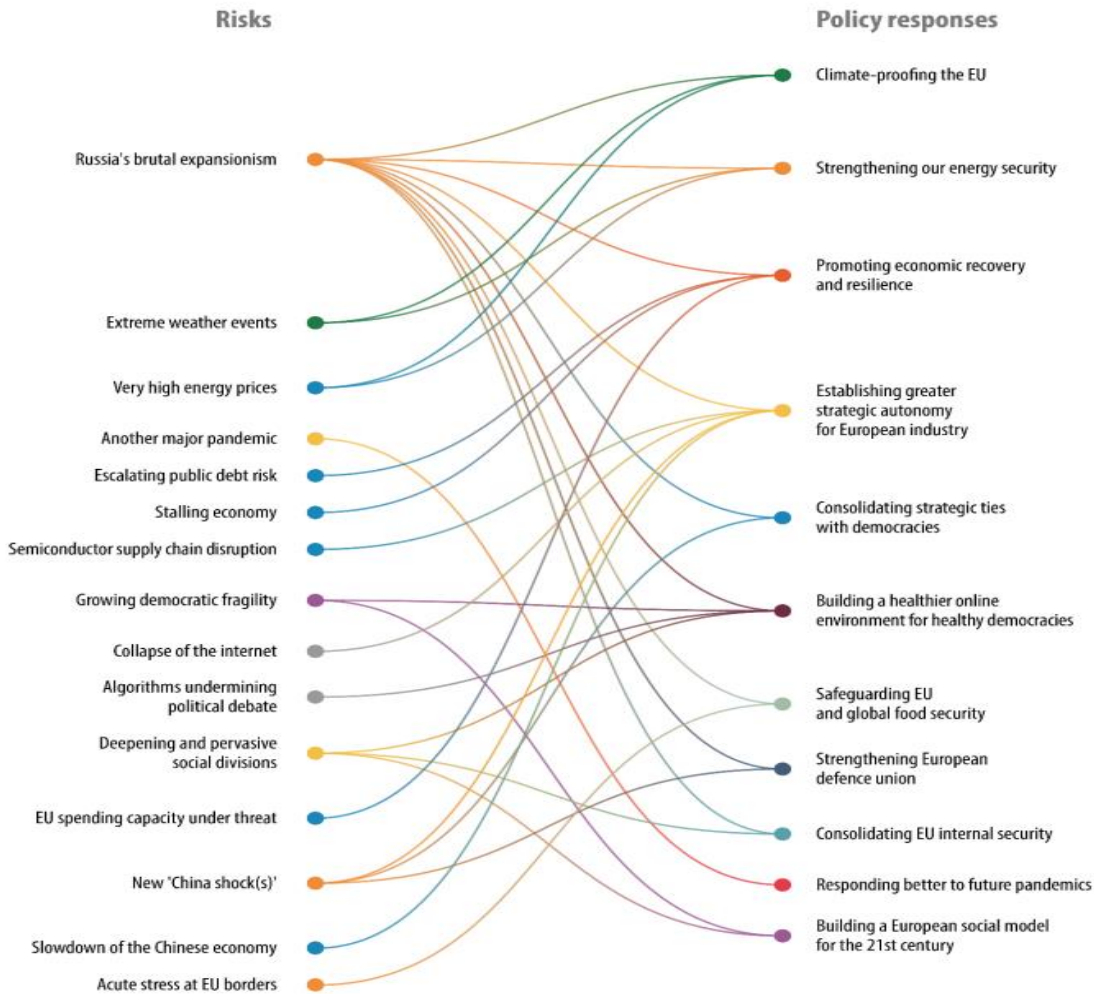 Risks
Policy responses
Russia's brutal expansionism
Extreme weather events
Very high energy prices
Another major pandemic
Escalating public debt risk
Stalling economy
Semiconductor supply chain disruption
Growing democratic fragility
Collapse of the internet
Algorithms undermining
political debate
Deepening and pervasive
social divisions
EU spending capacity under threat
New 'China shock(s)'
Slowdown of the Chinese economy
Acute stress at EU borders
Climate-proofing the EU
Strengthening our energy security
Promoting economic recovery
and resilience
Establishing greater
strategic autonomy
for European industry
Consolidating strategic ties
with democracies
Building a healthier online
environment for healthy democracies
Safeguarding EU
and global food security
Strengthening European
defence union
Consolidating EU internal security
Responding better to future pandemics
Building a European social model
for the 21st century